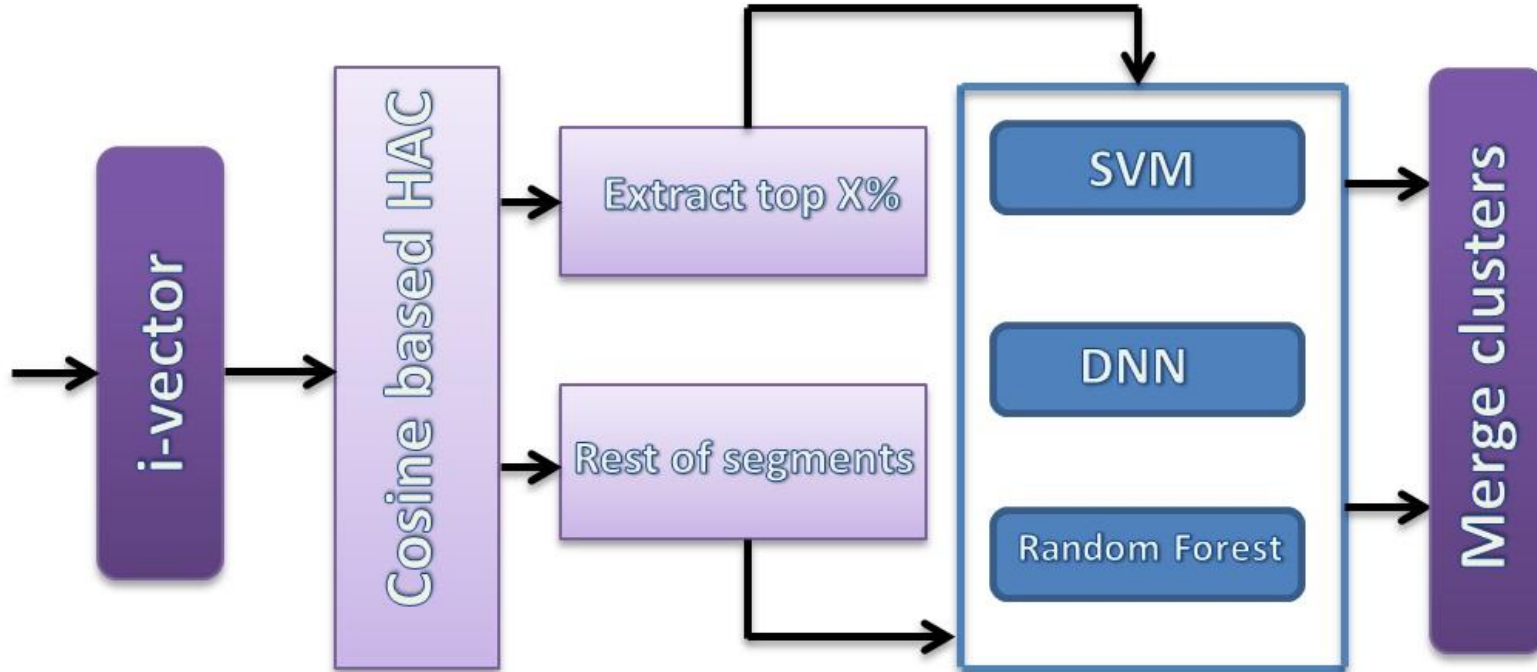 i-vector
Cosine based HAC
Extract top X%
Rest of segments
SVM
DNN
Random Forest
Merge clusters